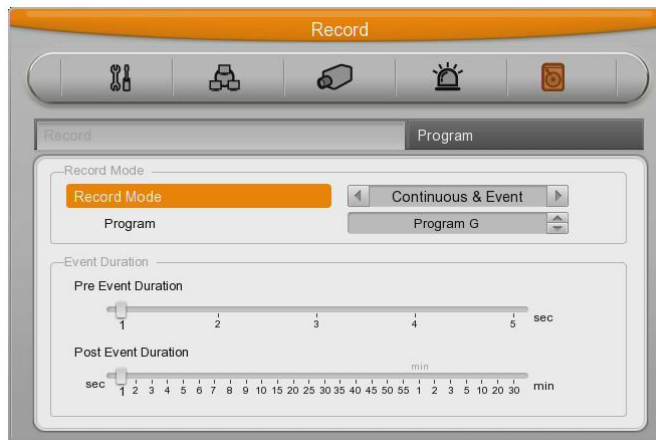 Record
Record Program
Record Mode
Record Mode Continuous & Event
Program Program G
Event Duration
Pre Event Duration
1 2 3 4 5 sec
Post Event Duration
min
sec 1 2 3 4 5 6 7 8 9 10 15 20 25 30 35 40 45 50 55 1 2 3 5 10 20 30 min